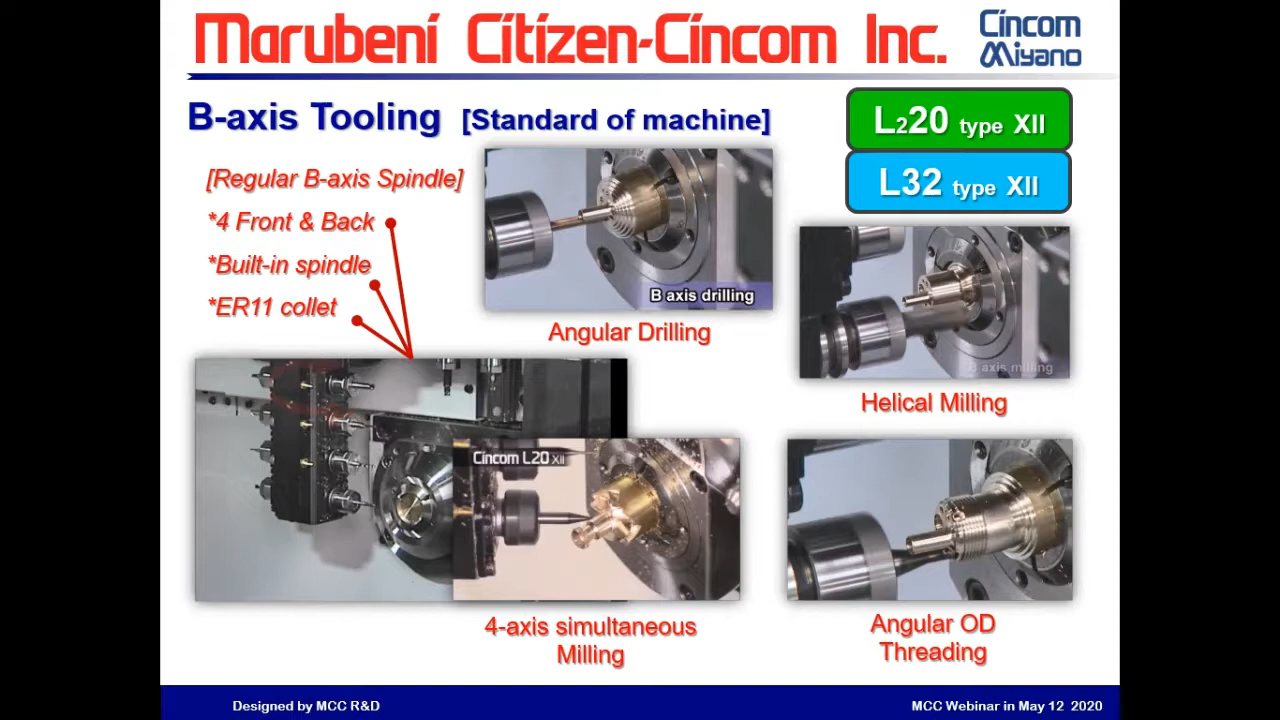 Marubeni Citizen-Cincom Inc.
Cincom
Miyano
B-axis Tooling [Standard of machine]
L220 type XII
L32 type XII
[Regular B-axis Spindle]
*4 Front & Back
*Built-in spindle
*ER11 collet
B axis drilling
Angular Drilling
B axis milling
Helical Milling
Cincom L20 XII
4-axis simultaneous
Milling
Angular OD
Threading
Designed by MCC R&D
MCC Webinar in May 12 2020